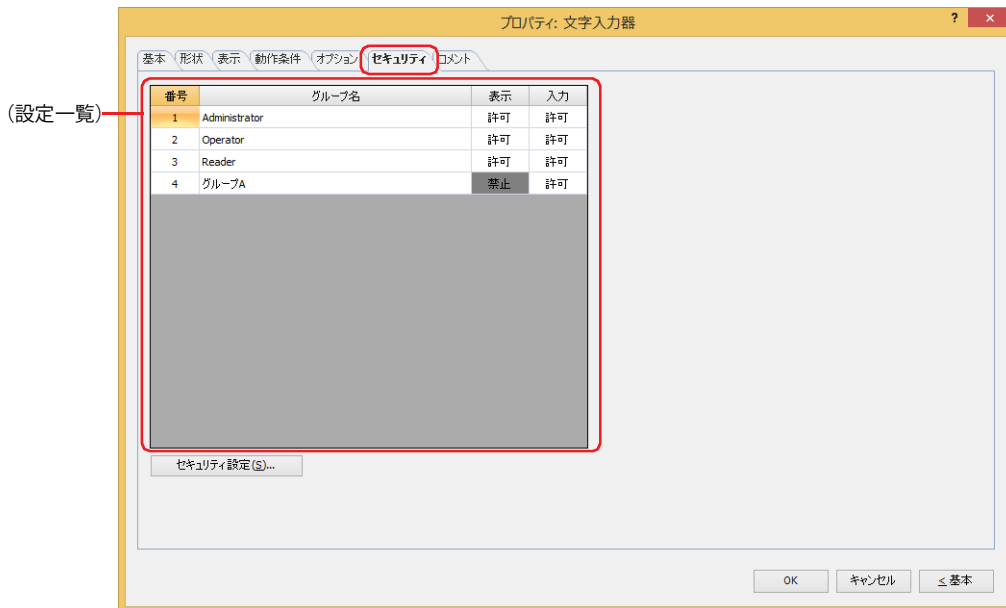 プロパティ: 文字入力器
? ×
基本 形状 表示 動作条件 オプション セキュリティ コメント
(設定一覧)
番号 グループ名 表示 入力
1 Administrator 許可 許可
2 Operator 許可 許可
3 Reader 許可 許可
4 グループA 禁止 許可
セキュリティ設定(S)...
OK キャンセル ≤基本